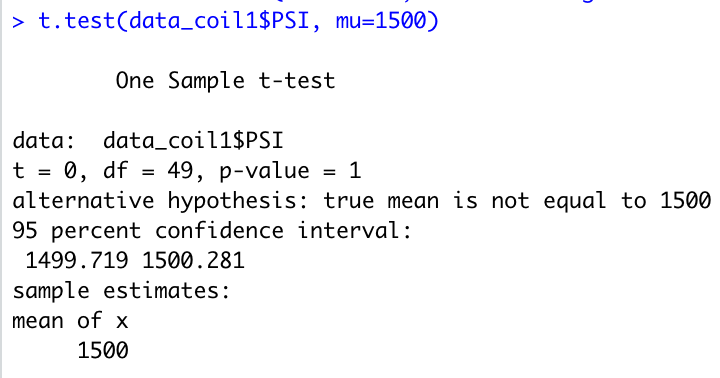 > t.test(data_coil1$PSI, mu=1500)
One Sample t-test
data:  data_coil1$PSI
t = 0, df = 49, p-value = 1
alternative hypothesis: true mean is not equal to 1500
95 percent confidence interval:
1499.719 1500.281
sample estimates:
mean of x
1500